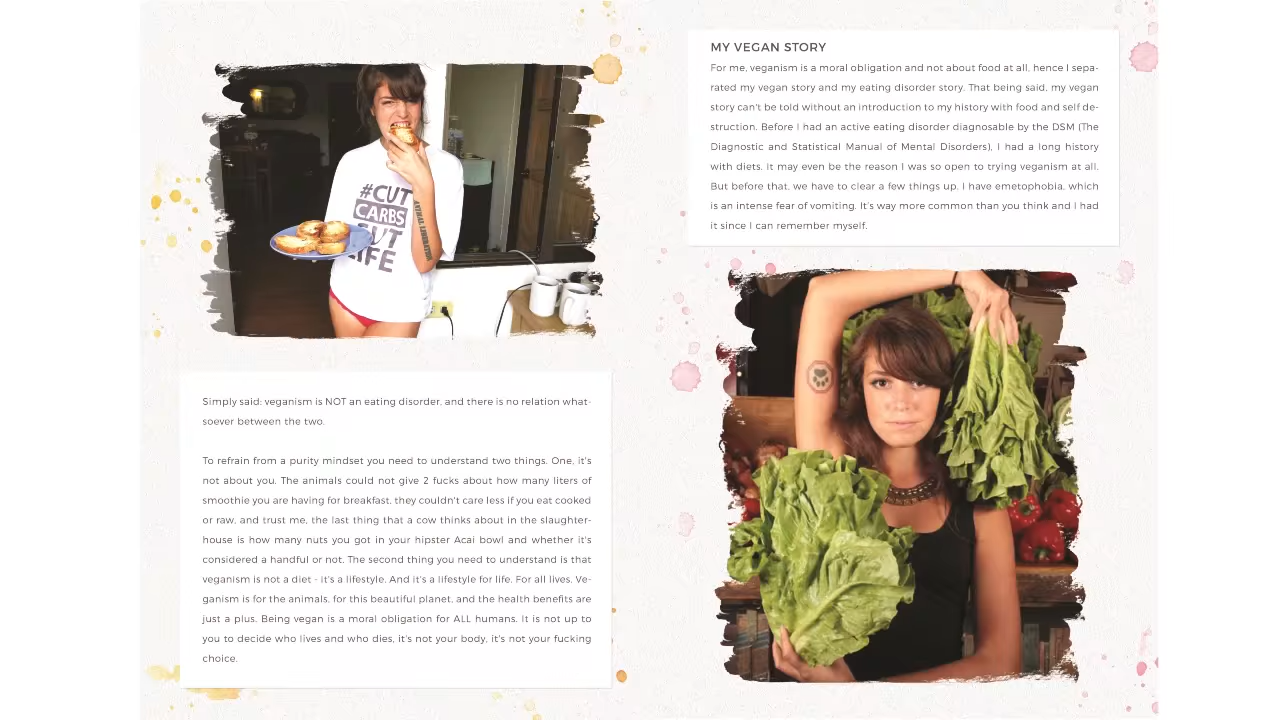 #CUT
CARBS
CUT
LIFE
Simply said: veganism is NOT an eating disorder, and there is no relation what-
soever between the two.
To refrain from a purity mindset you need to understand two things. One, it's
not about you. The animals could not give 2 fucks about how many liters of
smoothie you are having for breakfast, they couldn't care less if you eat cooked
or raw, and trust me, the last thing that a cow thinks about in the slaughter-
house is how many nuts you got in your hipster Acai bowl and whether it's
considered a handful or not. The second thing you need to understand is that
veganism is not a diet - it's a lifestyle. And it's a lifestyle for life. For all lives. Ve-
ganism is for the animals, for this beautiful planet, and the health benefits are
just a plus. Being vegan is a moral obligation for ALL humans. It is not up to
you to decide who lives and who dies, it's not your body, it's not your fucking
choice.
MY VEGAN STORY
For me, veganism is a moral obligation and not about food at all, hence I sepa-
rated my vegan story and my eating disorder story. That being said, my vegan
story can't be told without an introduction to my history with food and self de-
struction. Before I had an active eating disorder diagnosable by the DSM (The
Diagnostic and Statistical Manual of Mental Disorders), I had a long history
with diets. It may even be the reason I was so open to trying veganism at all.
But before that, we have to clear a few things up. I have emetophobia, which
is an intense fear of vomiting. It's way more common than you think and I had
it since I can remember myself.